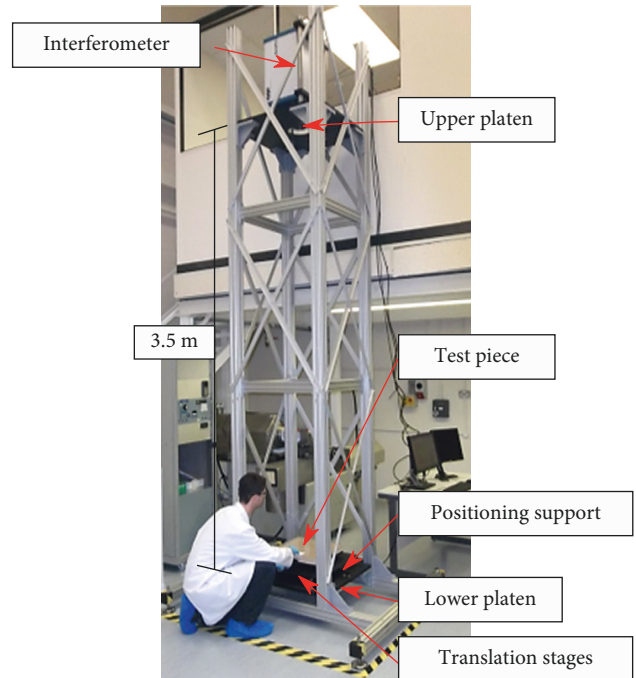 Interferometer
Upper platen
3.5 m
Test piece
Positioning support
Lower platen
Translation stages